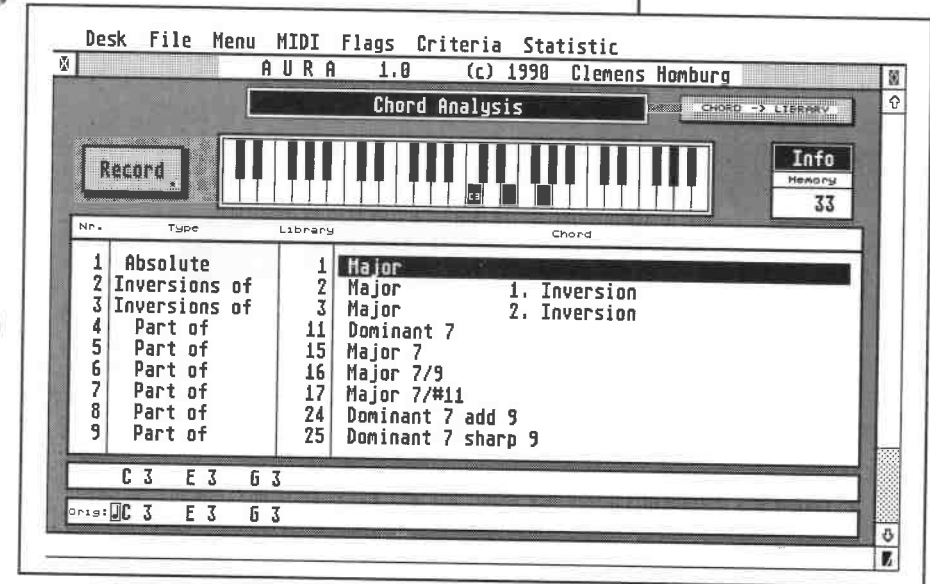 Desk File Menu MIDI Flags Criteria Statistic
A U R A 1.0 (c) 1990 Clemens Homburg
Chord Analysis
CHORD -> LIBRARY
Record
C3
Info
Memory
33
Nr. Type Library Chord
1 Absolute 1 Major
2 Inversions of 2 Major 1. Inversion
3 Inversions of 3 Major 2. Inversion
4 Part of 11 Dominant 7
5 Part of 15 Major 7
6 Part of 16 Major 7/9
7 Part of 17 Major 7/#11
8 Part of 24 Dominant 7 add 9
9 Part of 25 Dominant 7 sharp 9
C 3 E 3 G 3
Orig: C 3 E 3 G 3